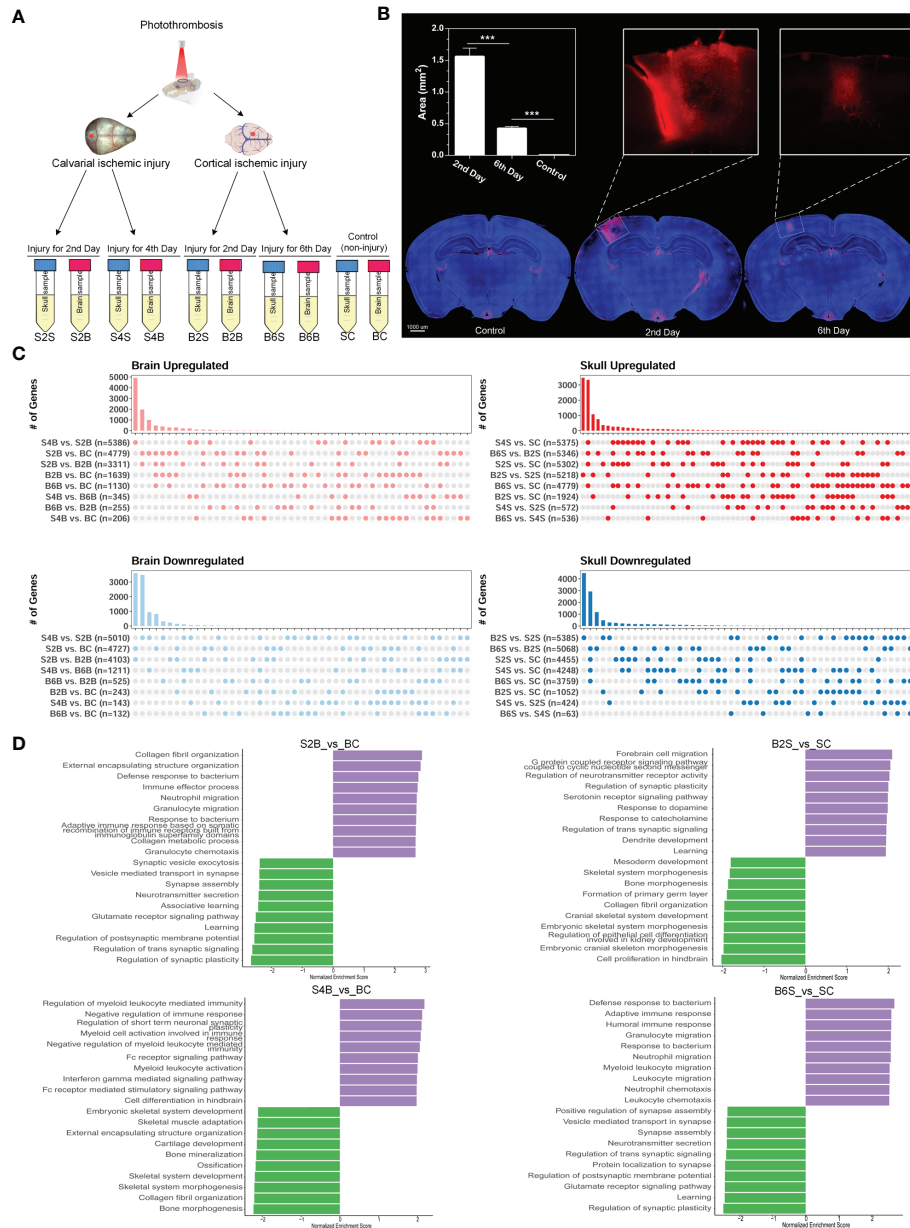 A
Photothrombosis
Calvarial ischemic injury
Cortical ischemic injury
Injury for 2nd Day
Injury for 4th Day
Injury for 2nd Day
Injury for 6th Day
Control
(non-injury)
Skull sample
Brain sample
Skull sample
Brain sample
Skull sample
Brain sample
Skull sample
Brain sample
Skull sample
Brain sample
S2S
S2B
S4S
S4B
B2S
B2B
B6S
B6B
SC
BC
B
Area (mm²)
2.0
1.5
1.0
0.5
0.0
***
***
2nd Day
6th Day
Control
1000 um
Control
2nd Day
6th Day
C
Brain Upregulated
# of Genes
5000
4000
3000
2000
1000
0
S4B vs. S2B (n=5386)
S2B vs. BC (n=4779)
S2B vs. B2B (n=3311)
B2B vs. BC (n=1639)
B6B vs. BC (n=1130)
S4B vs. B6B (n=345)
B6B vs. B2B (n=255)
S4B vs. BC (n=206)
Skull Upregulated
# of Genes
3000
2000
1000
0
S4S vs. SC (n=5375)
B6S vs. B2S (n=5346)
S2S vs. SC (n=5302)
B2S vs. S2S (n=5218)
B6S vs. SC (n=4779)
B2S vs. SC (n=1924)
S4S vs. S2S (n=572)
B6S vs. S4S (n=536)
Brain Downregulated
# of Genes
3000
2000
1000
0
S4B vs. S2B (n=5010)
S2B vs. BC (n=4727)
S2B vs. B2B (n=4103)
S4B vs. B6B (n=1211)
B6B vs. B2B (n=525)
B2B vs. BC (n=243)
S4B vs. BC (n=143)
B6B vs. BC (n=132)
Skull Downregulated
# of Genes
4000
3000
2000
1000
0
B2S vs. S2S (n=5385)
B6S vs. B2S (n=5068)
S2S vs. SC (n=4455)
S4S vs. SC (n=4248)
B6S vs. SC (n=3759)
B2S vs. SC (n=1052)
S4S vs. S2S (n=424)
B6S vs. S4S (n=63)
D
S2B_vs_BC
Collagen fibril organization
External encapsulating structure organization
Defense response to bacterium
Immune effector process
Neutrophil migration
Granulocyte migration
Response to bacterium
Adaptive immune response based on somatic
recombination of immune receptors built from
immunoglobulin superfamily domains
Collagen metabolic process
Granulocyte chemotaxis
Synaptic vesicle exocytosis
Vesicle mediated transport in synapse
Synapse assembly
Neurotransmitter secretion
Associative learning
Glutamate receptor signaling pathway
Learning
Regulation of postsynaptic membrane potential
Regulation of trans synaptic signaling
Regulation of synaptic plasticity
−2 −1 0 1 2 3
Normalized Enrichment Score
B2S_vs_SC
Forebrain cell migration
G protein coupled receptor signaling pathway
coupled to cyclic nucleotide second messenger
Regulation of neurotransmitter receptor activity
Regulation of synaptic plasticity
Serotonin receptor signaling pathway
Response to dopamine
Response to catecholamine
Regulation of trans synaptic signaling
Dendrite development
Learning
Mesoderm development
Skeletal system morphogenesis
Bone morphogenesis
Formation of primary germ layer
Collagen fibril organization
Cranial skeletal system development
Embryonic skeletal system morphogenesis
Regulation of epithelial cell differentiation
involved in kidney development
Embryonic cranial skeleton morphogenesis
Cell proliferation in hindbrain
−2 −1 0 1 2
Normalized Enrichment Score
S4B_vs_BC
Regulation of myeloid leukocyte mediated immunity
Negative regulation of immune response
Regulation of short term neuronal synaptic
plasticity
Myeloid cell activation involved in immune
response
Negative regulation of myeloid leukocyte mediated
immunity
Fc receptor signaling pathway
Myeloid leukocyte activation
Interferon gamma mediated signaling pathway
Fc receptor mediated stimulatory signaling pathway
Cell differentiation in hindbrain
Embryonic skeletal system development
Skeletal muscle adaptation
External encapsulating structure organization
Cartilage development
Bone mineralization
Ossification
Skeletal system development
Skeletal system morphogenesis
Collagen fibril organization
Bone morphogenesis
−2 −1 0 1 2
Normalized Enrichment Score
B6S_vs_SC
Defense response to bacterium
Adaptive immune response
Humoral immune response
Granulocyte migration
Response to bacterium
Neutrophil migration
Myeloid leukocyte migration
Leukocyte migration
Neutrophil chemotaxis
Leukocyte chemotaxis
Positive regulation of synapse assembly
Vesicle mediated transport in synapse
Synapse assembly
Neurotransmitter secretion
Regulation of trans synaptic signaling
Protein localization to synapse
Regulation of postsynaptic membrane potential
Glutamate receptor signaling pathway
Learning
Regulation of synaptic plasticity
−2 −1 0 1 2
Normalized Enrichment Score